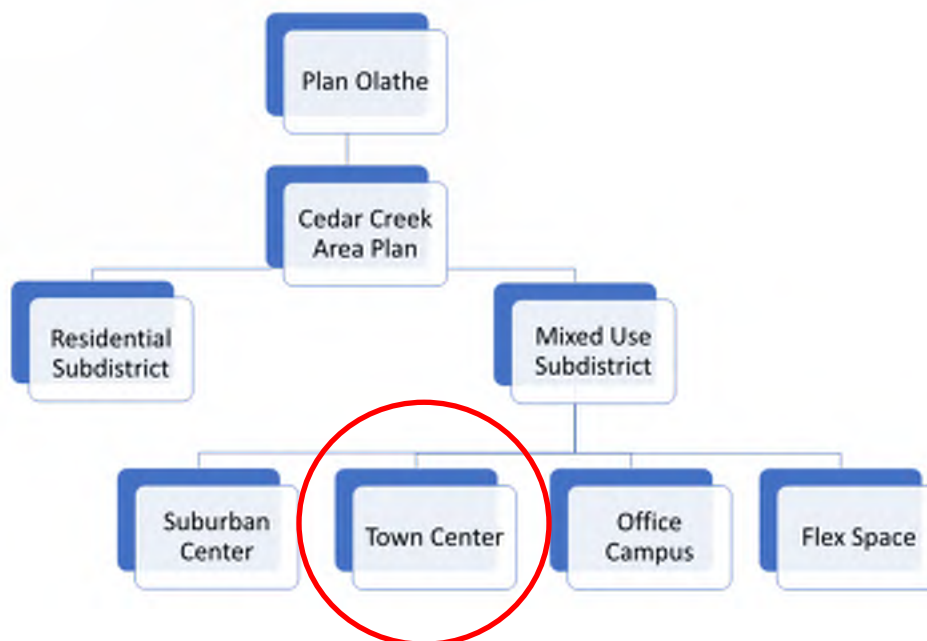 Plan Olathe
Cedar Creek
Area Plan
Residential
Subdistrict
Mixed Use
Subdistrict
Suburban
Center
Town Center
Office
Campus
Flex Space